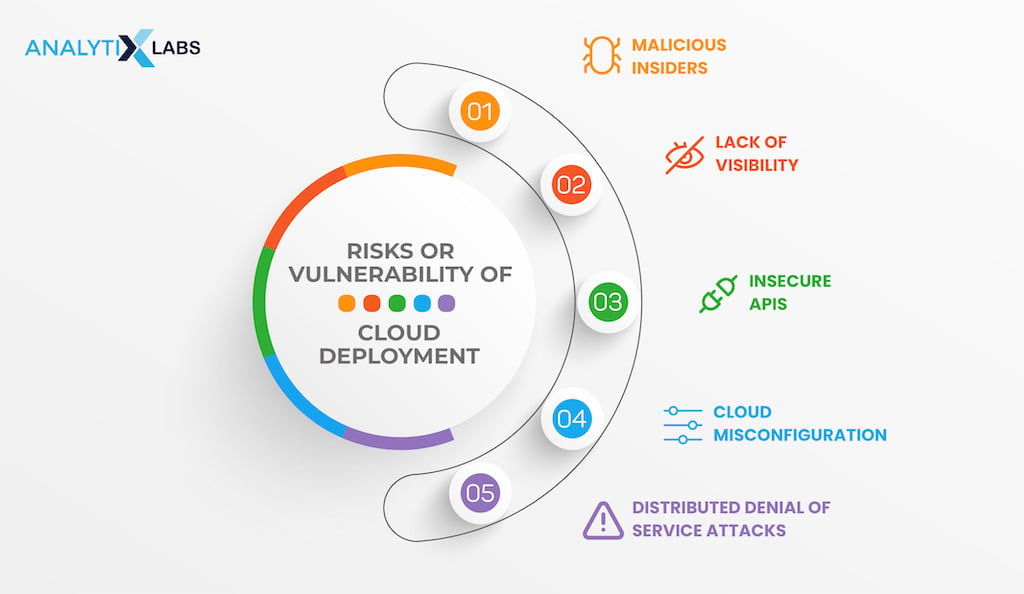 ANALYTIX LABS
RISKS OR
VULNERABILITY OF
CLOUD
DEPLOYMENT
01
MALICIOUS
INSIDERS
02
LACK OF
VISIBILITY
03
INSECURE
APIS
04
CLOUD
MISCONFIGURATION
05
DISTRIBUTED DENIAL OF
SERVICE ATTACKS